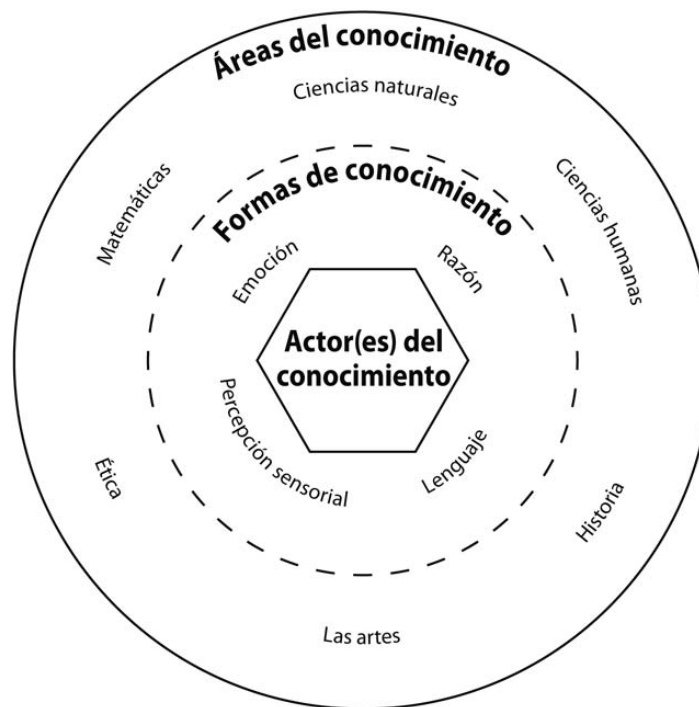 Áreas del conocimiento
Ciencias naturales
Matemáticas
Ciencias humanas
Formas de conocimiento
Emoción
Razón
Actor(es) del
conocimiento
Percepción sensorial
Lenguaje
Ética
Historia
Las artes